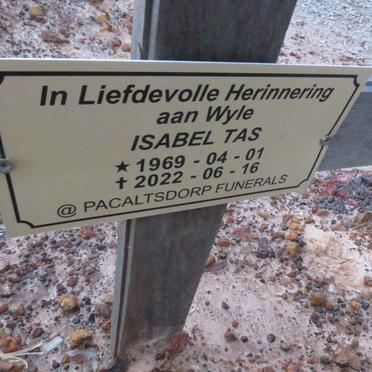 In Liefdevolle Herinnering
aan Wyle
ISABEL TAS
★ 1969 - 04 - 01
✝ 2022 - 06 - 16
@ PACALTSDORP FUNERALS